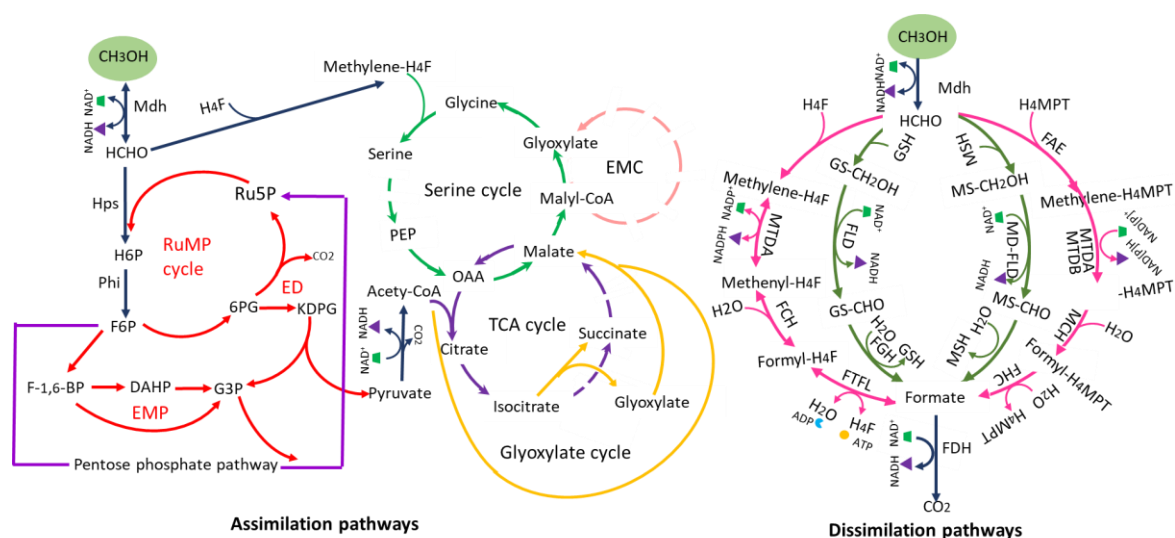 CH3OH
NAD+
NADH
Mdh
HCHO
H4F
Methylene-H4F
Hps
H6P
Phi
F6P
RuMP
cycle
Ru5P
CO2
ED
6PG
KDPG
F-1,6-BP
DAHP
G3P
EMP
Pentose phosphate pathway
Pyruvate
NADH
NAD+
CO2
Acety-CoA
Glycine
Serine
Serine cycle
PEP
OAA
Malate
Malyl-CoA
Glyoxylate
EMC
TCA cycle
Citrate
Isocitrate
Succinate
Glyoxylate
Glyoxylate cycle
Assimilation pathways
CH3OH
NADHNAD+
Mdh
HCHO
H4F
Methylene-H4F
NADP+
NADPH
MTDA
Methenyl-H4F
H2O
FCH
Formyl-H4F
FTFL
H2O
H4F
ADP
ATP
GSH
GS-CH2OH
FLD
NAD+
NADH
GS-CHO
H2O
FGH
GSH
MSH
MS-CH2OH
NAD+
NADH
MD-FLD
MS-CHO
H2O
MSH
H4MPT
FAE
Methylene-H4MPT
NAD(P)+
NAD(P)H
MTDA
MTDB
-H4MPT
MCH
H2O
Formyl-H4MPT
FHC
H2O
H4MPT
Formate
NAD+
NADH
FDH
CO2
Dissimilation pathways